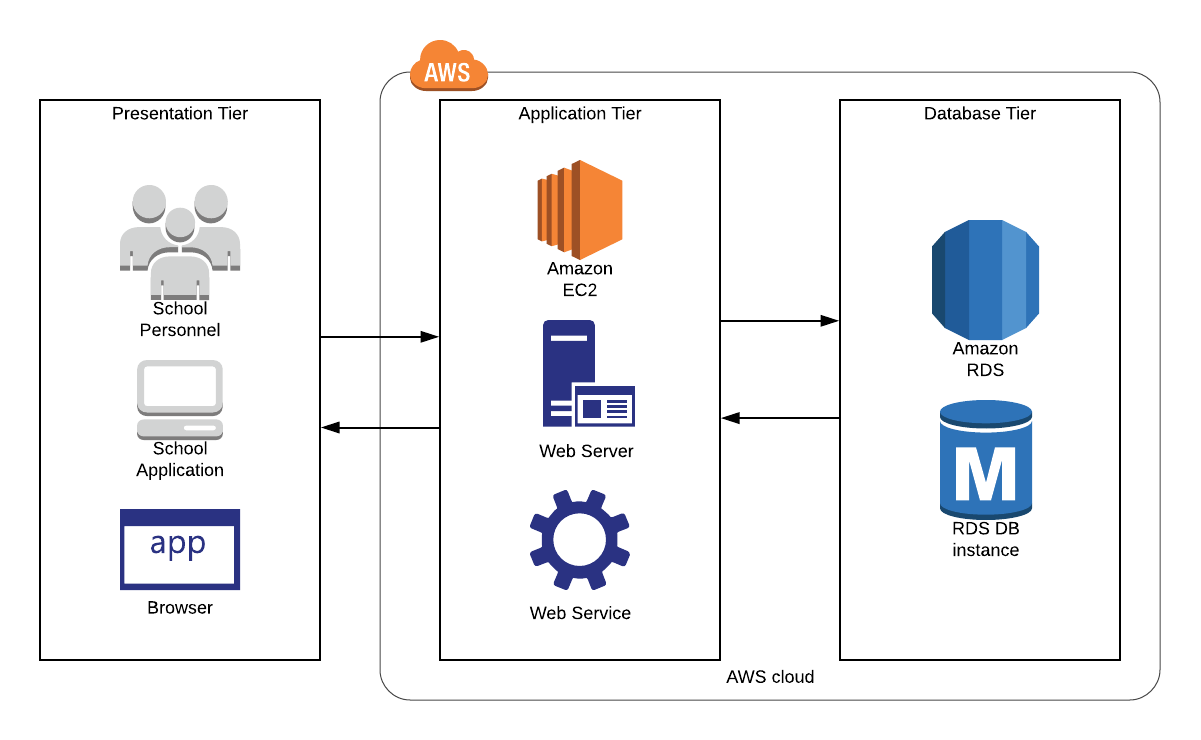 AWS
Presentation Tier
School
Personnel
School
Application
app
Browser
Application Tier
Amazon
EC2
Web Server
Web Service
Database Tier
Amazon
RDS
M
RDS DB
instance
AWS cloud